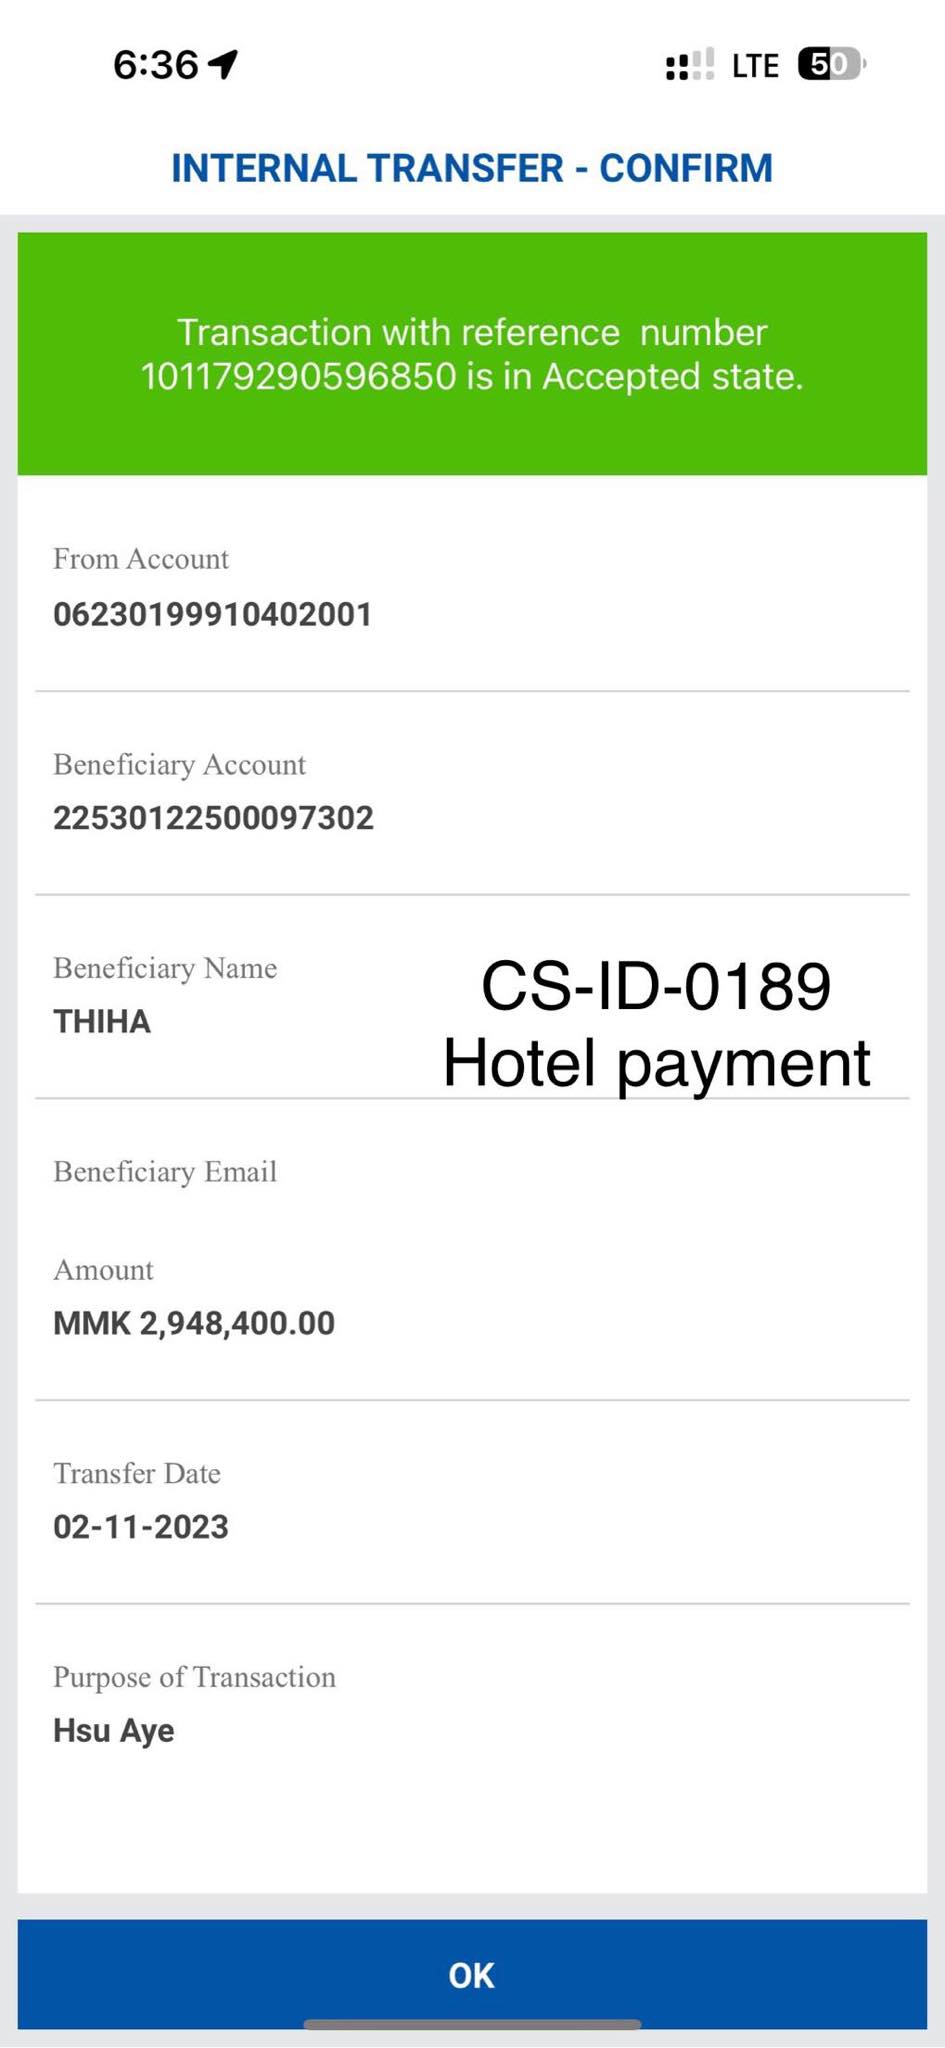 6:36
LTE 50
INTERNAL TRANSFER - CONFIRM
Transaction with reference number
101179290596850 is in Accepted state.
From Account
06230199910402001
Beneficiary Account
22530122500097302
Beneficiary Name
THIHA
CS-ID-0189
Hotel payment
Beneficiary Email
Amount
MMK 2,948,400.00
Transfer Date
02-11-2023
Purpose of Transaction
Hsu Aye
OK